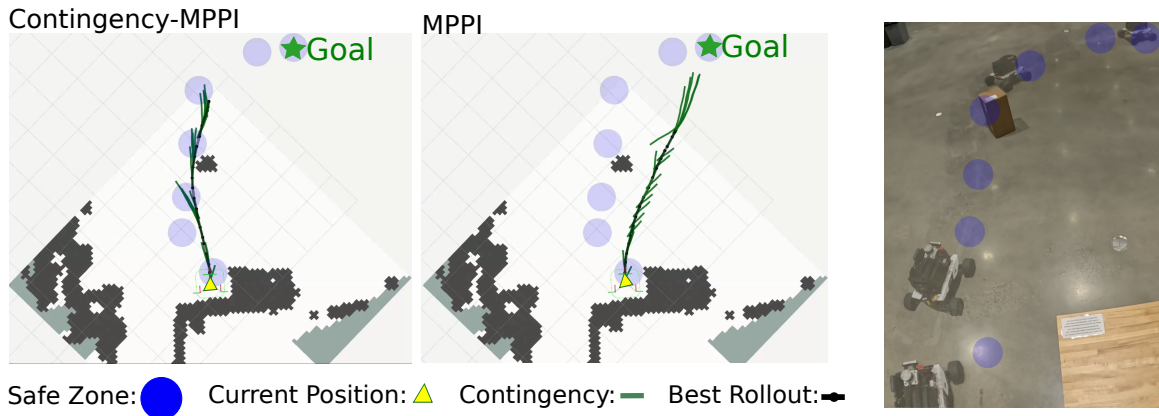 Contingency-MPPI
MPPI
Goal
Goal
Safe Zone:
Current Position:
Contingency:
Best Rollout: